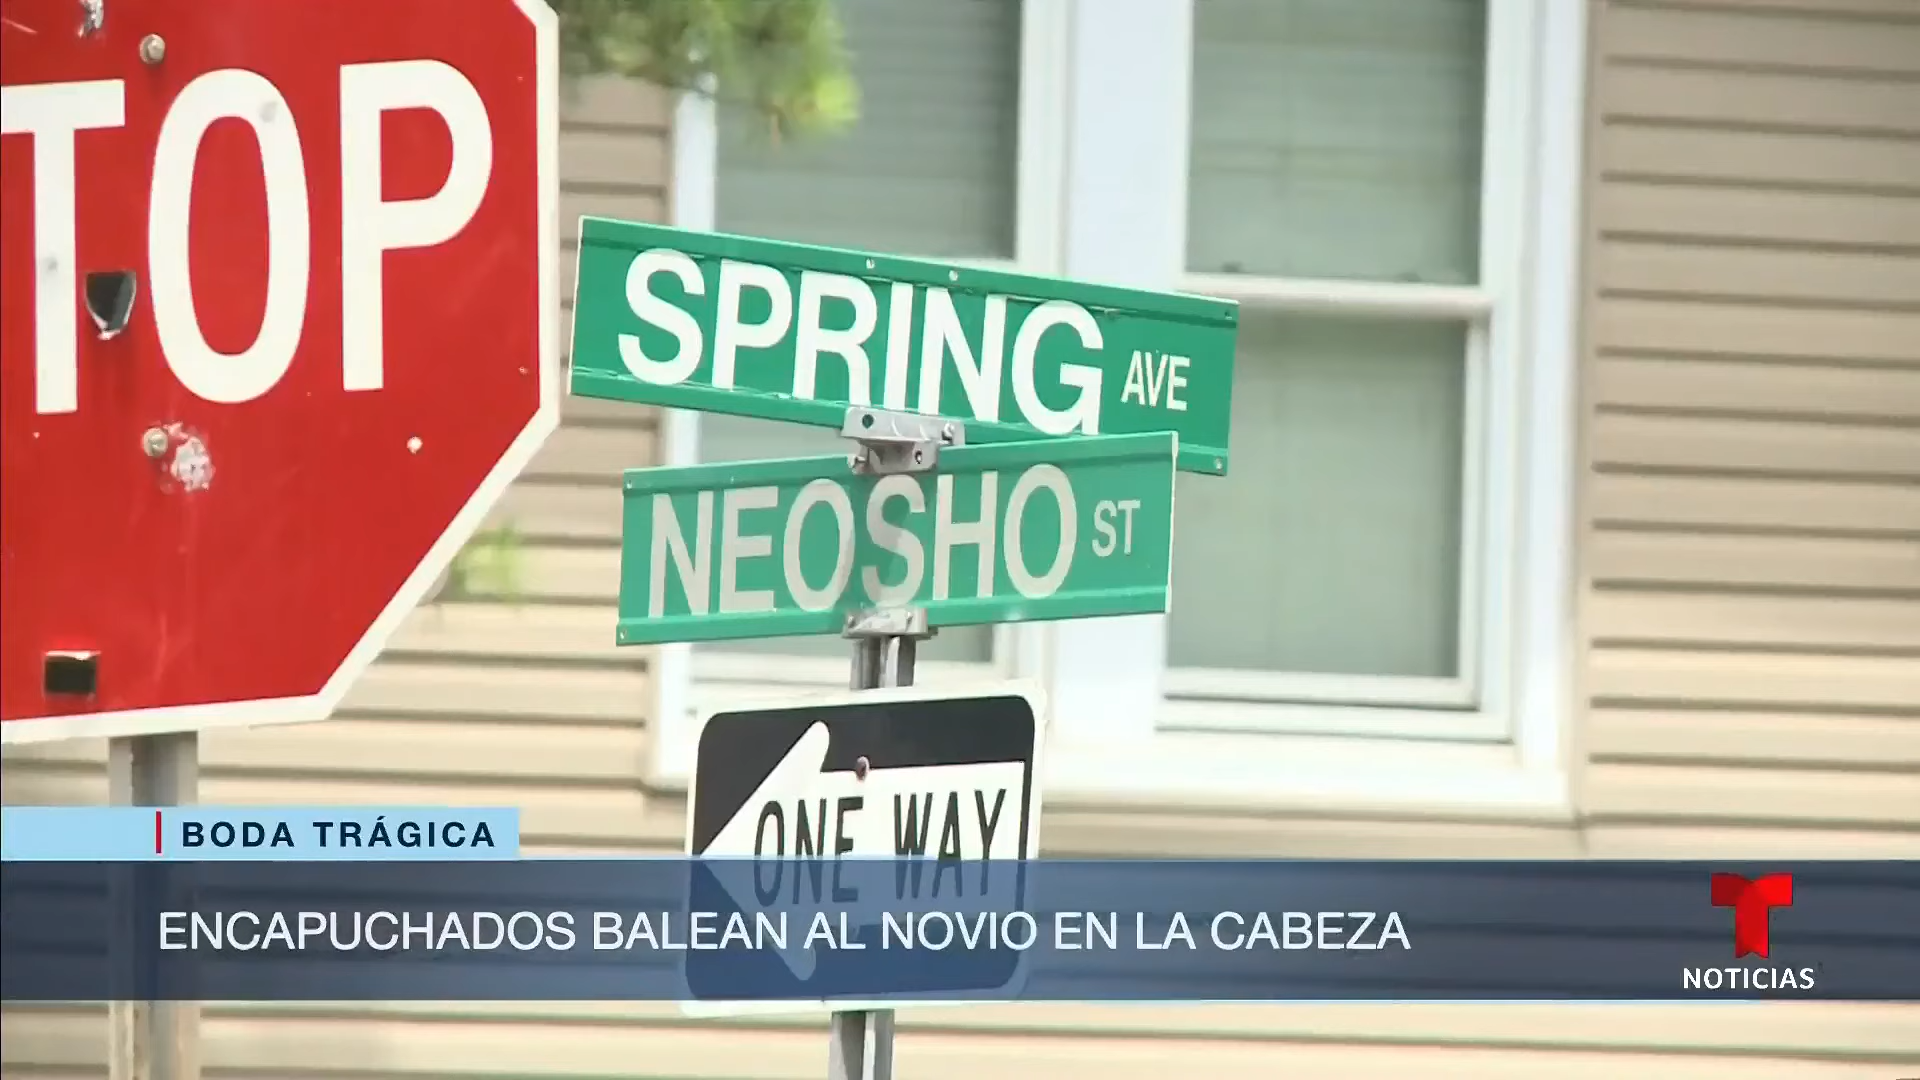 TOP
SPRING AVE
NEOSHO ST
ONE WAY
BODA TRÁGICA
ENCAPUCHADOS BALEAN AL NOVIO EN LA CABEZA
NOTICIAS